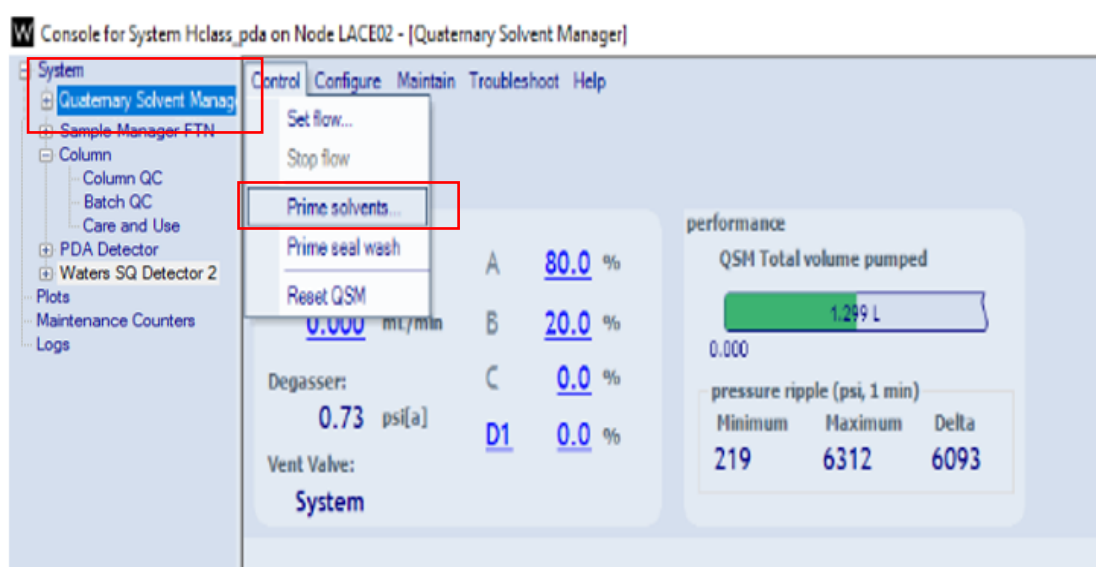 W Console for System Hclass_pda on Node LACE02 - [Quaternary Solvent Manager]
System
Quaternary Solvent Manag
Sample Manager FTN
Column
Column QC
Batch QC
Care and Use
PDA Detector
Waters SQ Detector 2
Plots
Maintenance Counters
Logs
Control Configure Maintain Troubleshoot Help
Set flow...
Stop flow
Prime solvents...
Prime seal wash
Reset QSM
0.000 mL/min
Degasser:
0.73 psi[a]
Vent Valve:
System
A 80.0 %
B 20.0 %
C 0.0 %
D1 0.0 %
performance
QSM Total volume pumped
1.299 L
0.000
pressure ripple (psi, 1 min)
Minimum Maximum Delta
219 6312 6093